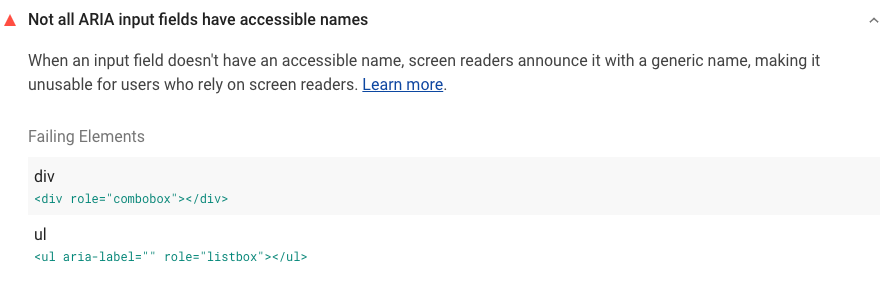 Not all ARIA input fields have accessible names
When an input field doesn't have an accessible name, screen readers announce it with a generic name, making it
unusable for users who rely on screen readers. Learn more.
Failing Elements
div
<div role="combobox"></div>
ul
<ul aria-label="" role="listbox"></ul>